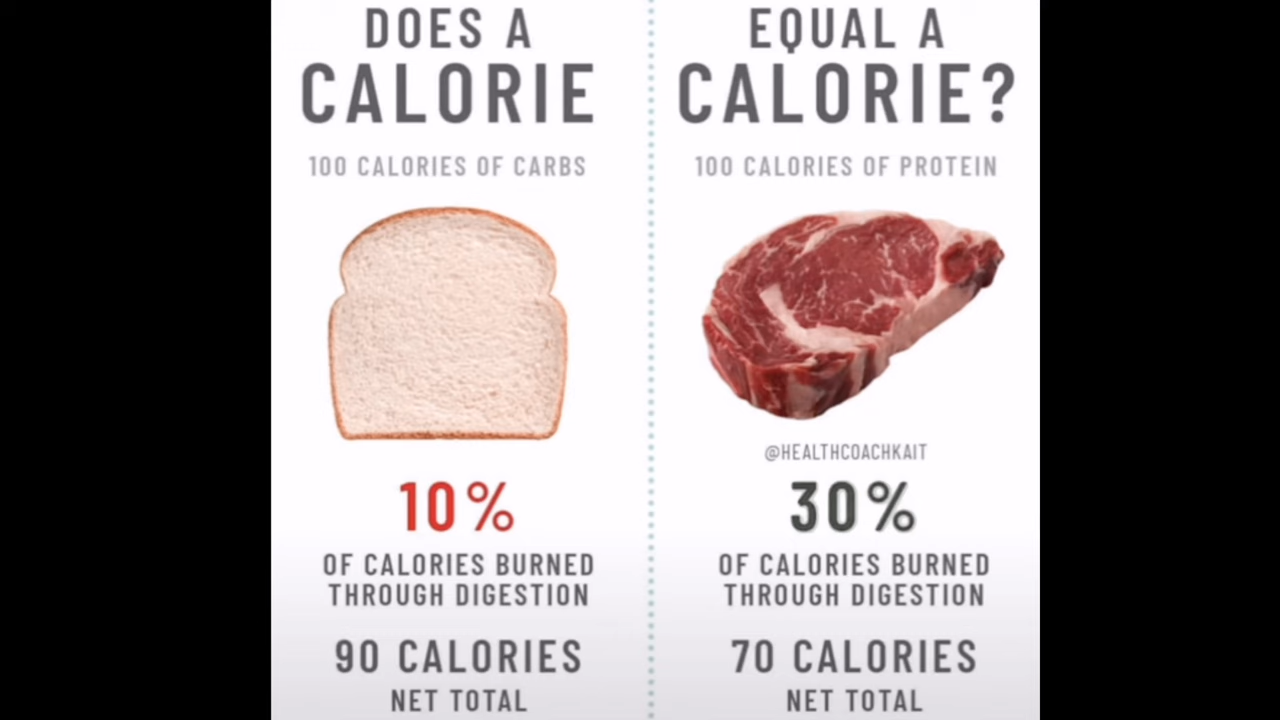 DOES A
CALORIE
100 CALORIES OF CARBS
10%
OF CALORIES BURNED
THROUGH DIGESTION
90 CALORIES
NET TOTAL
EQUAL A
CALORIE?
100 CALORIES OF PROTEIN
@HEALTHCOACHKAIT
30%
OF CALORIES BURNED
THROUGH DIGESTION
70 CALORIES
NET TOTAL